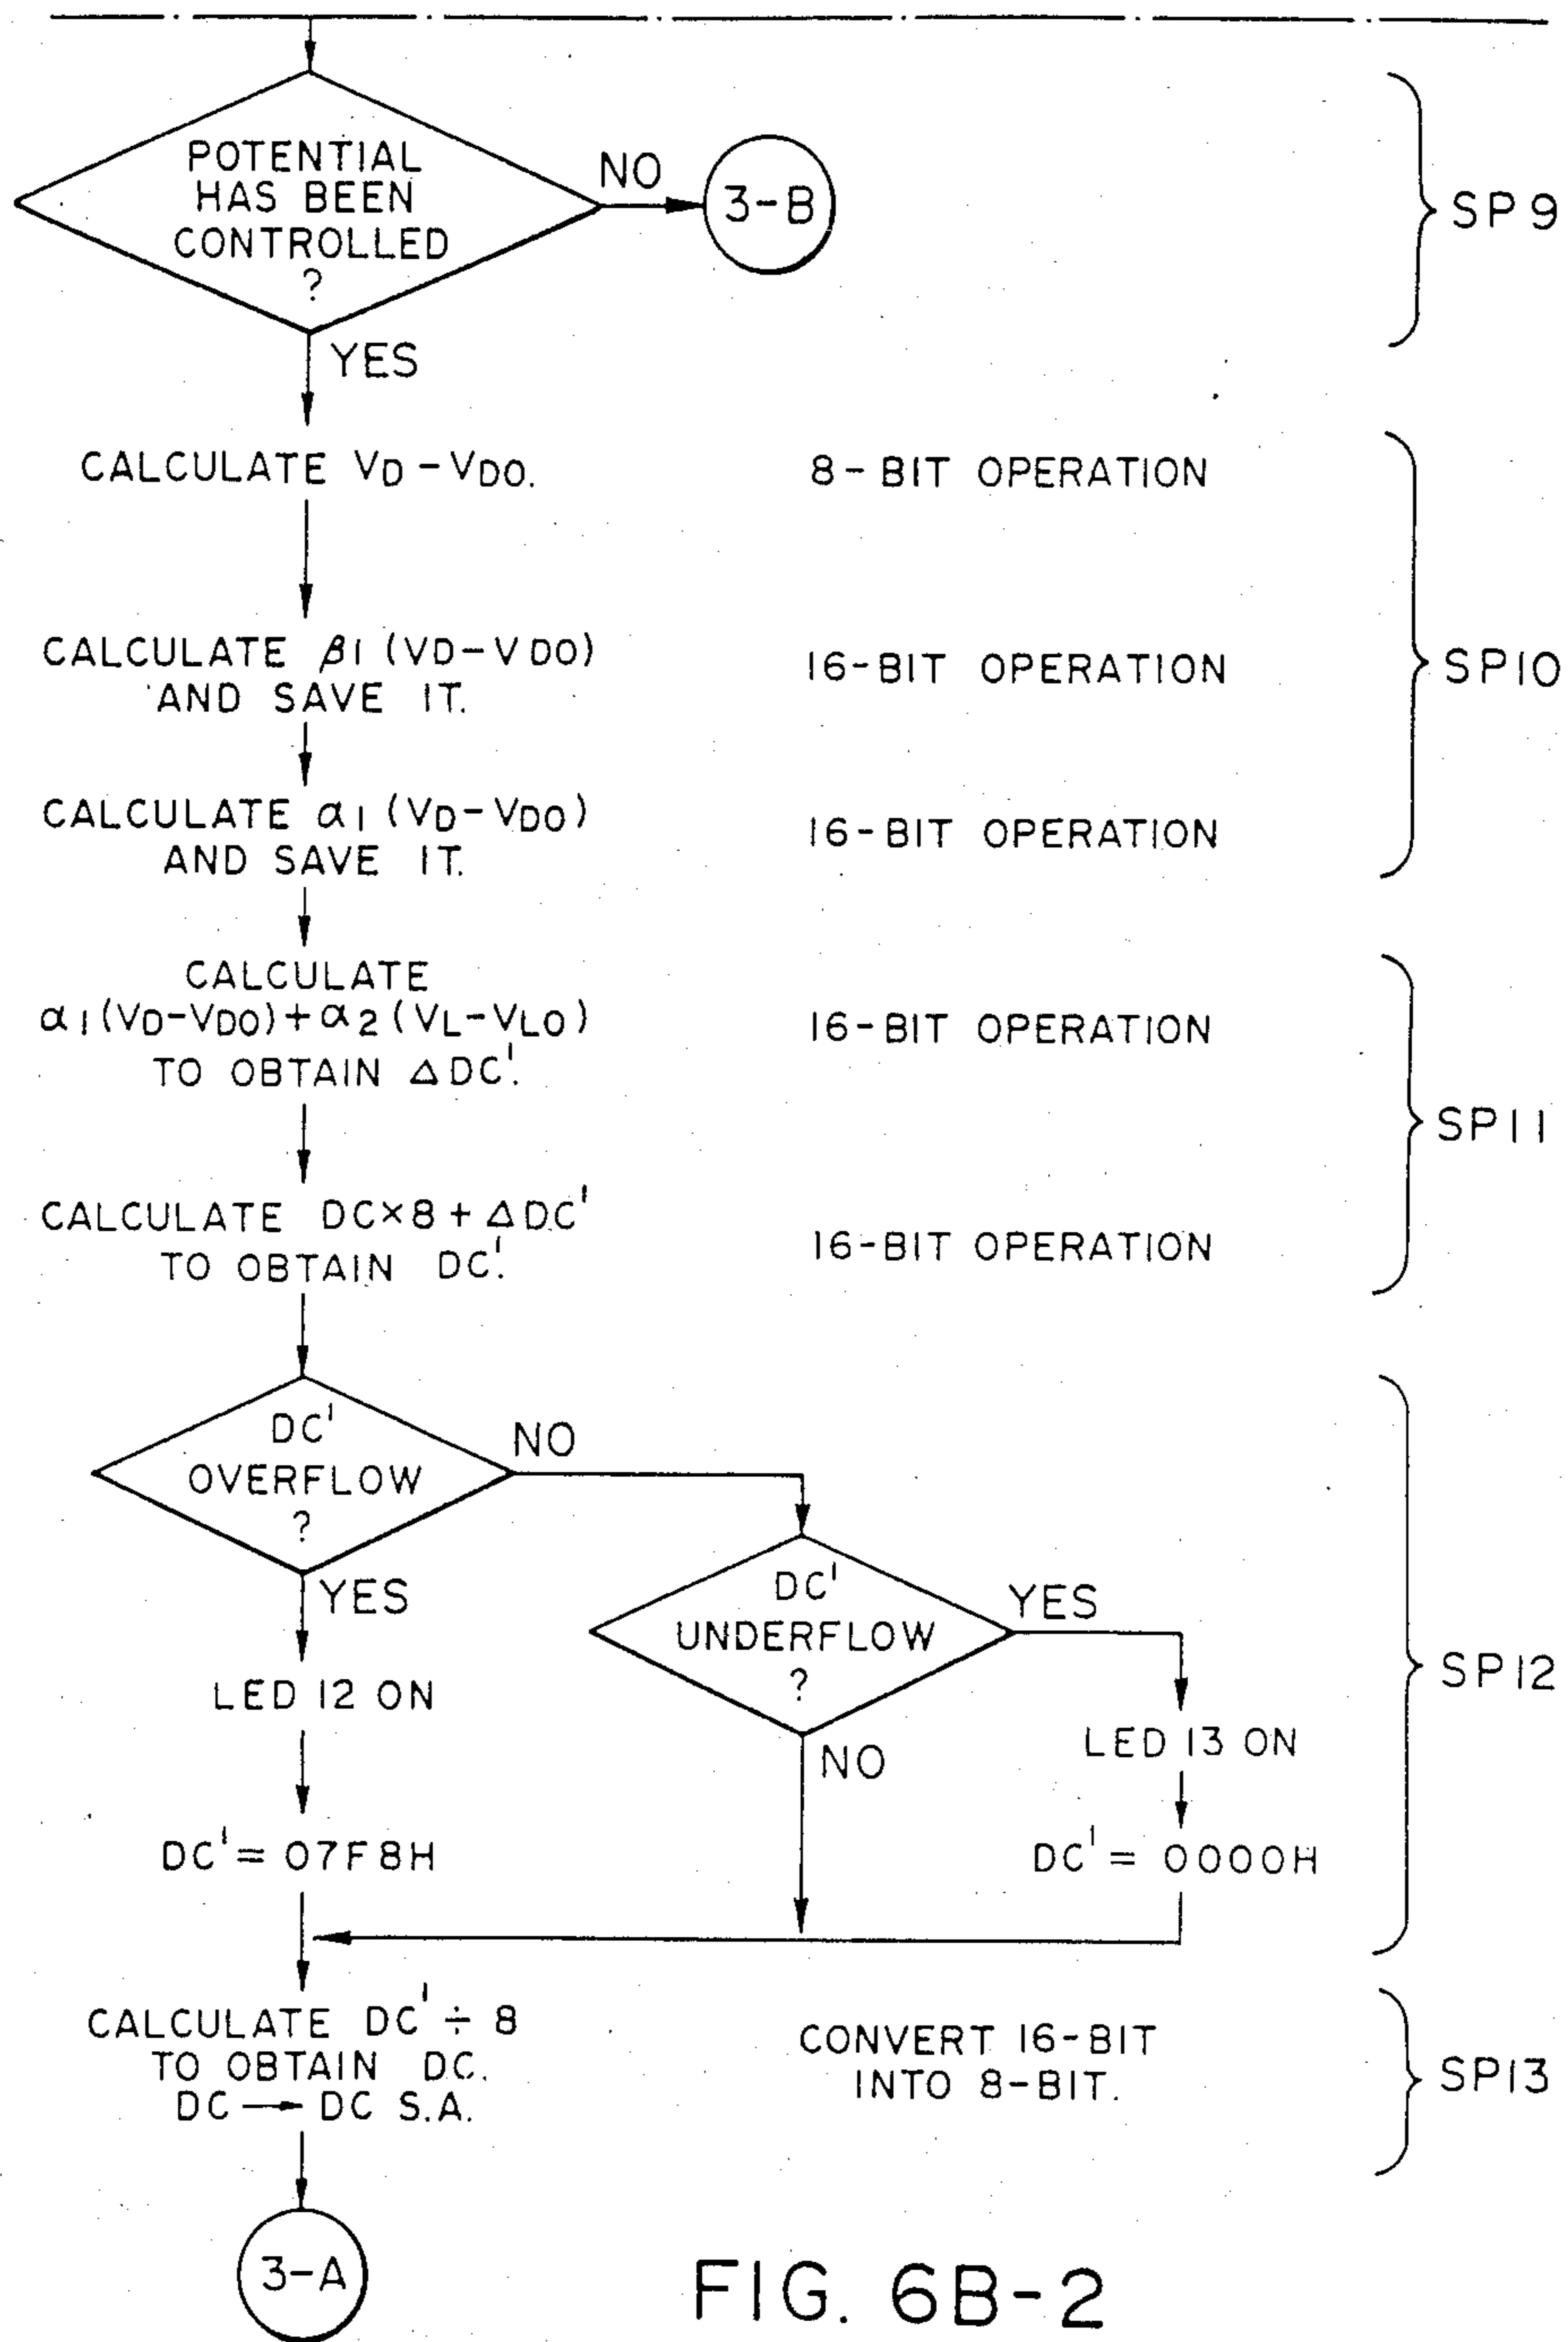 POTENTIAL
HAS BEEN
CONTROLLED
?
NO
3-B
SP9
YES
CALCULATE VD-VDO.
8-BIT OPERATION
CALCULATE β1(VD-VDO)
AND SAVE IT.
16-BIT OPERATION
SP10
CALCULATE α1(VD-VDO)
AND SAVE IT.
16-BIT OPERATION
CALCULATE
α1(VD-VDO)+α2(VL-VLO)
TO OBTAIN ΔDC'.
16-BIT OPERATION
SP11
CALCULATE DC×8+ΔDC'
TO OBTAIN DC'.
16-BIT OPERATION
DC'
OVERFLOW
?
NO
YES
DC'
UNDERFLOW
?
YES
NO
SP12
LED 12 ON
LED 13 ON
DC'=07F8H
DC'=0000H
CALCULATE DC'÷8
TO OBTAIN DC.
DC→DC S.A.
CONVERT 16-BIT
INTO 8-BIT.
SP13
3-A
FIG. 6B-2